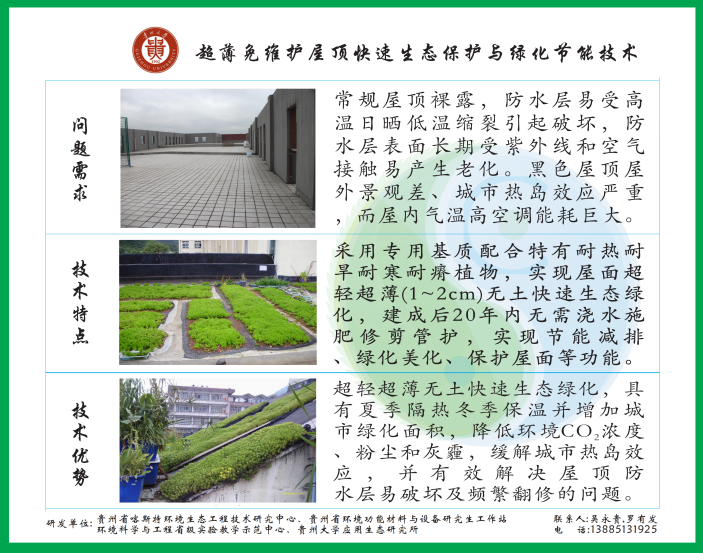 超薄免维护屋顶快速生态保护与绿化节能技术
问题需求
常规屋顶裸露，防水层易受高
温日晒低温缩裂引起破坏，防
水层表面长期受紫外线和空气
接触易产生老化。黑色屋顶屋
外景观差、城市热岛效应严重
，而屋内气温高空调能耗巨大。
技术特点
采用专用基质配合特有耐热耐
旱耐寒耐瘠植物，实现屋面超
轻超薄(1~2cm)无土快速生态绿
化，建成后20年内无需浇水施
肥修剪管护，实现节能减排
、绿化美化、保护屋面等功能。
技术优势
超轻超薄无土快速生态绿化，具
有夏季隔热冬季保温并增加城
市绿化面积，降低环境CO₂浓度
、粉尘和灰霾，缓解城市热岛效
应，并有效解决屋顶防
水层易破坏及频繁翻修的问题。
研发单位：贵州省喀斯特环境生态工程技术研究中心、贵州省环境功能材料与设备研究生工作站
环境科学与工程省级实验教学示范中心、贵州大学应用生态研究所
联系人：吴永贵，罗有发
电 话：13885131925